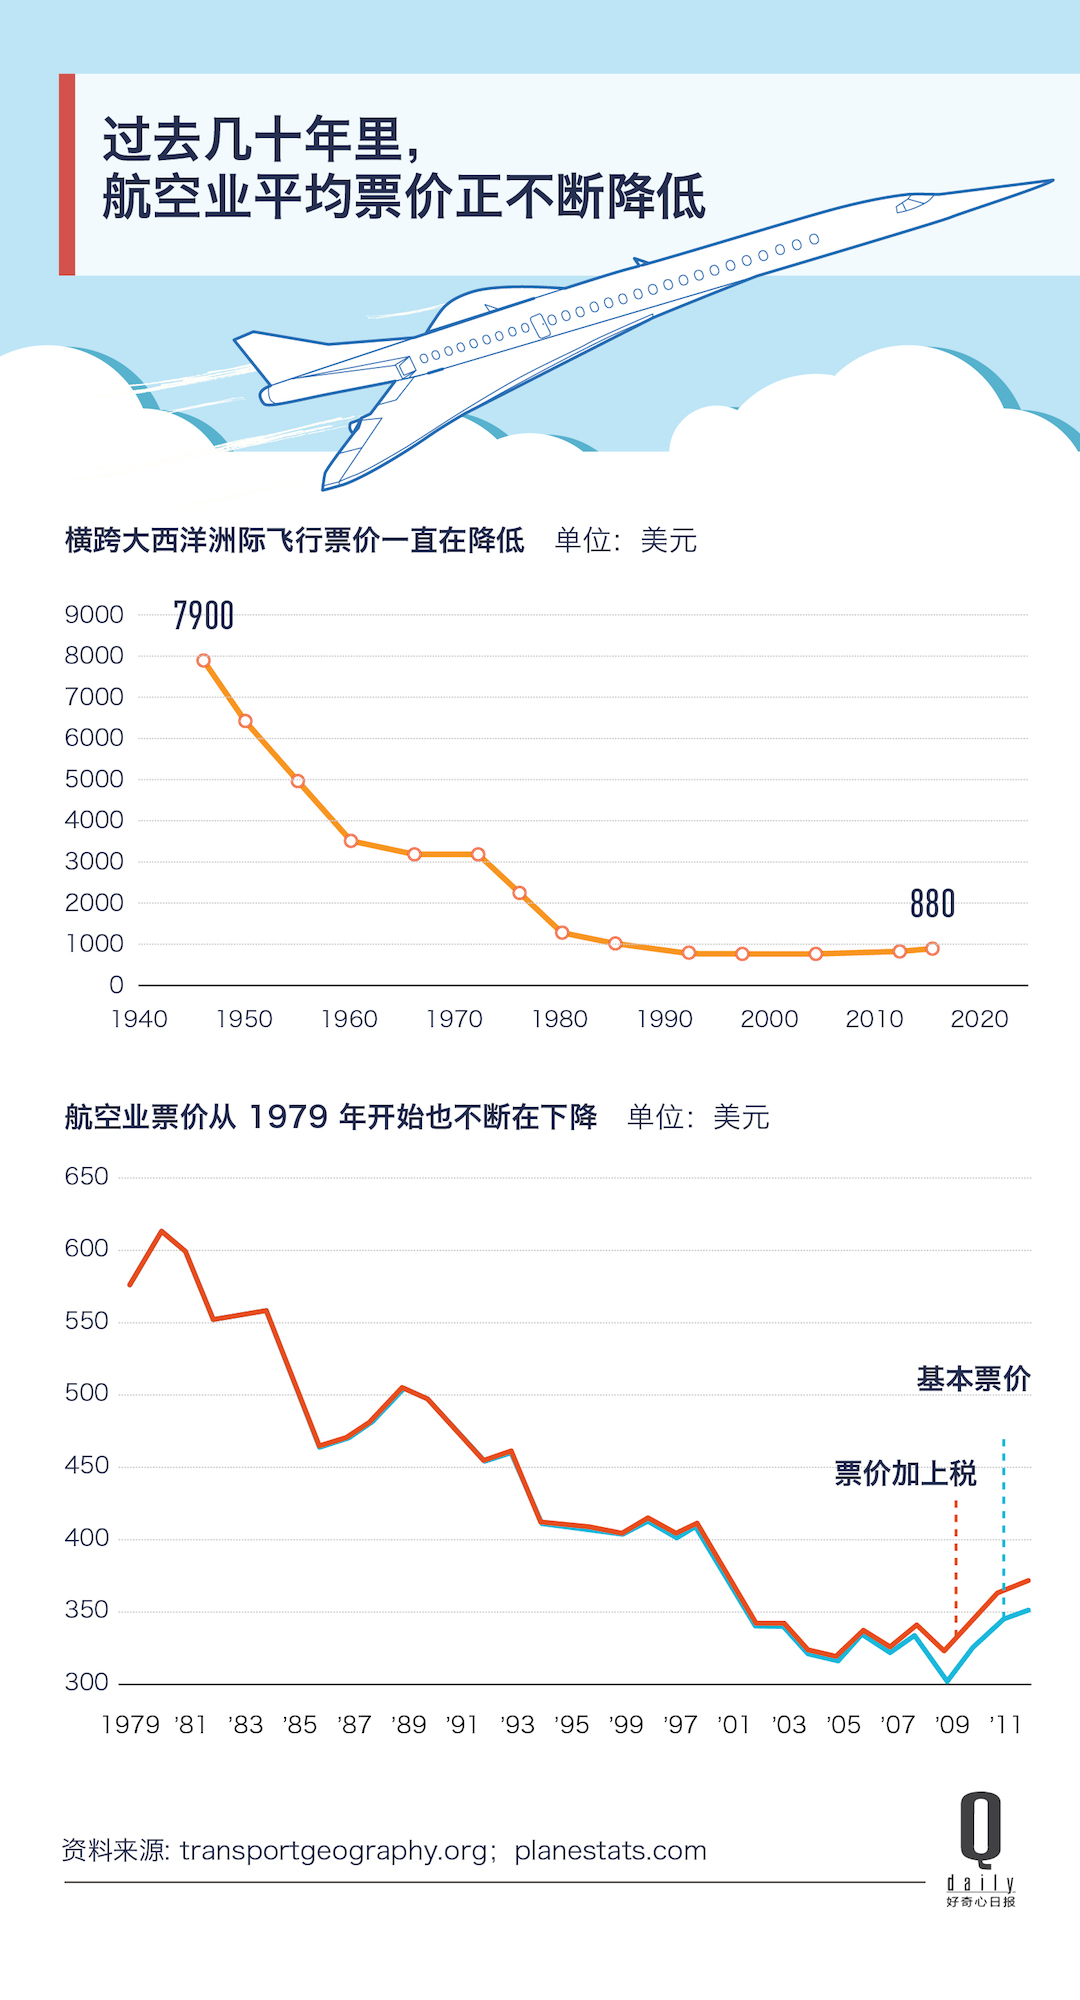 过去几十年里，
航空业平均票价正不断降低
横跨大西洋洲际飞行票价一直在降低 单位：美元
9000
7900
8000
7000
6000
5000
4000
3000
2000
880
1000
0
1940 1950 1960 1970 1980 1990 2000 2010 2020
航空业票价从 1979 年开始也不断在下降 单位：美元
650
600
550
500
基本票价
450
票价加上税
400
350
300
1979 ’81 ’83 ’85 ’87 ’89 ’91 ’93 ’95 ’99 ’97 ’01 ’03 ’05 ’07 ’09 ’11
资料来源: transportgeography.org；planestats.com
Q
daily
好奇心日报